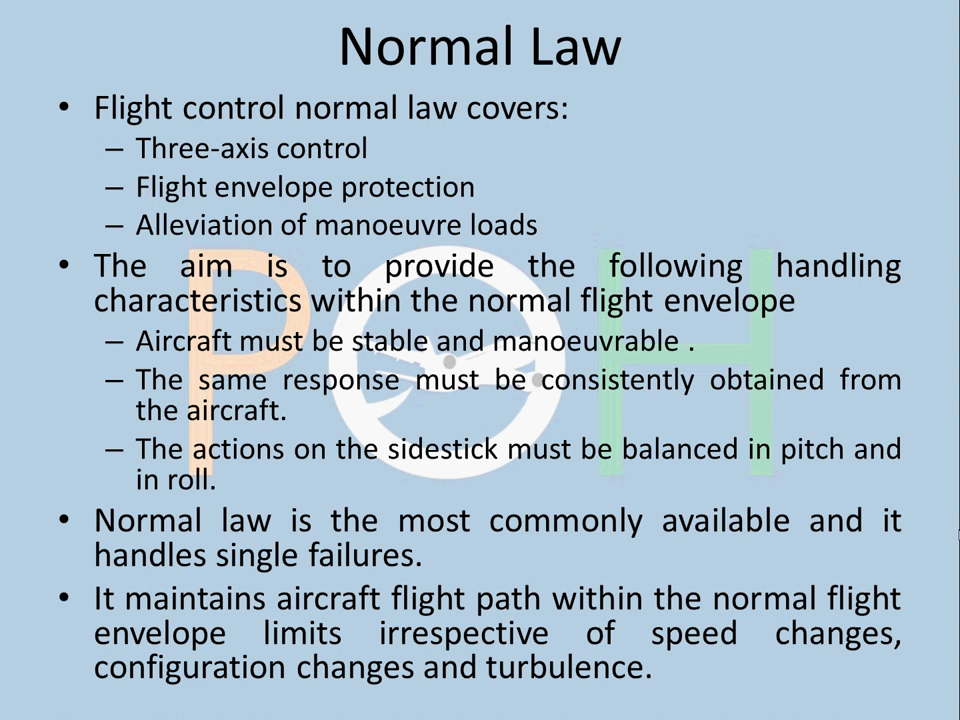 Normal Law
• Flight control normal law covers:
– Three-axis control
– Flight envelope protection
– Alleviation of manoeuvre loads
• The aim is to provide the following handling
characteristics within the normal flight envelope
– Aircraft must be stable and manoeuvrable .
– The same response must be consistently obtained from
the aircraft.
– The actions on the sidestick must be balanced in pitch and
in roll.
• Normal law is the most commonly available and it
handles single failures.
• It maintains aircraft flight path within the normal flight
envelope limits irrespective of speed changes,
configuration changes and turbulence.
POH